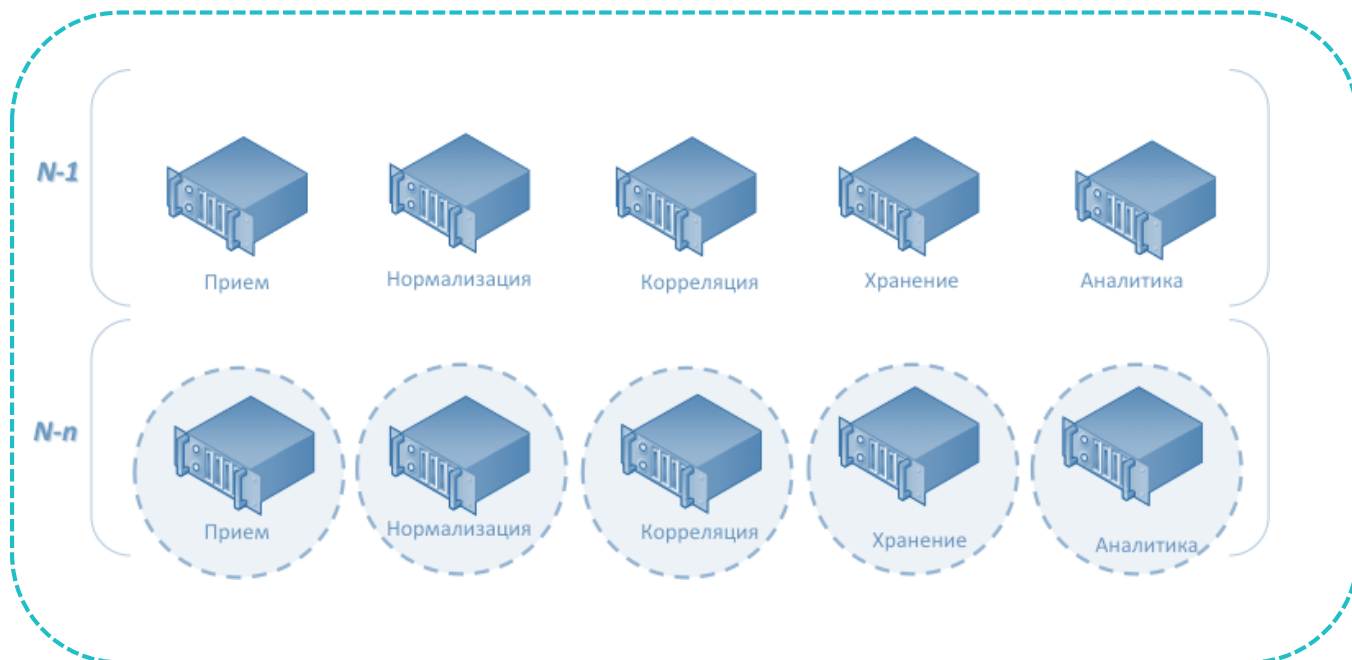 N-1
Прием
Нормализация
Корреляция
Хранение
Аналитика
N-n
Прием
Нормализация
Корреляция
Хранение
Аналитика